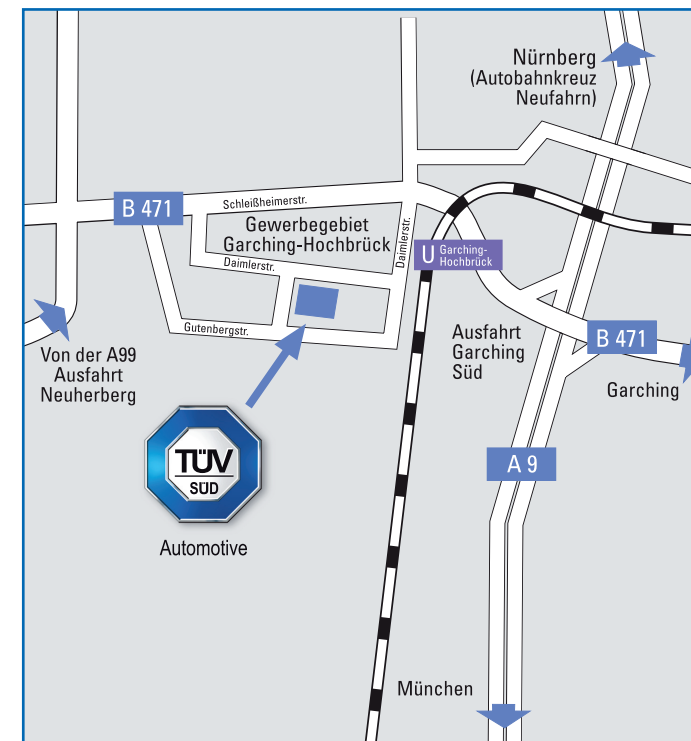 Nürnberg
(Autobahnkreuz
Neufahrn)
B 471
Schleißheimerstr.
Gewerbegebiet
Garching-Hochbrück
Daimlerstr.
Daimlerstr.
U Garching-
Hochbrück
Gutenbergstr.
Von der A99
Ausfahrt
Neuherberg
Ausfahrt
Garching
Süd
B 471
Garching
TÜV
SÜD
Automotive
A 9
München